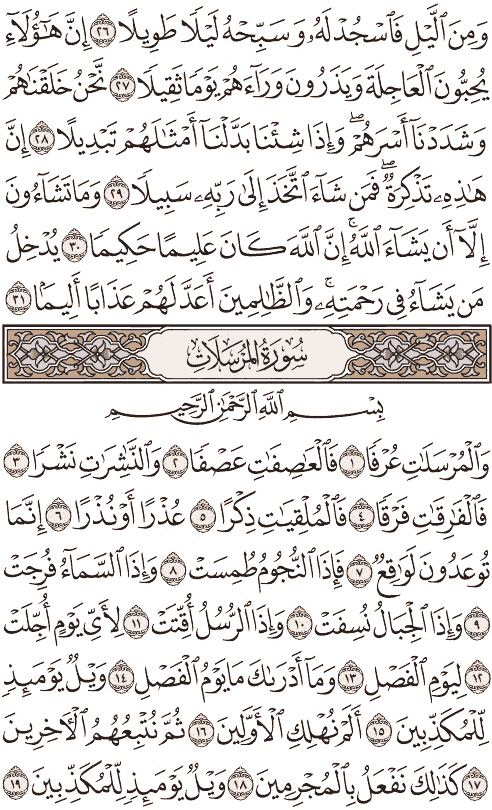 وَمِنَ ٱلَّيۡلِ فَٱسۡجُدۡ لَهُۥ وَسَبِّحۡهُ لَيۡلٗا طَوِيلًا ٢٦ إِنَّ هَٰٓؤُلَآءِ
يُحِبُّونَ ٱلۡعَاجِلَةَ وَيَذَرُونَ وَرَآءَهُمۡ يَوۡمٗا ثَقِيلٗا ٢٧ نَّحۡنُ خَلَقۡنَٰهُمۡ
وَشَدَدۡنَآ أَسۡرَهُمۡۖ وَإِذَا شِئۡنَا بَدَّلۡنَآ أَمۡثَٰلَهُمۡ تَبۡدِيلًا ٢٨ إِنَّ
هَٰذِهِۦ تَذۡكِرَةٞۖ فَمَن شَآءَ ٱتَّخَذَ إِلَىٰ رَبِّهِۦ سَبِيلٗا ٢٩ وَمَا تَشَآءُونَ
إِلَّآ أَن يَشَآءَ ٱللَّهُۚ إِنَّ ٱللَّهَ كَانَ عَلِيمًا حَكِيمٗا ٣٠ يُدۡخِلُ
مَن يَشَآءُ فِي رَحۡمَتِهِۦۚ وَٱلظَّٰلِمِينَ أَعَدَّ لَهُمۡ عَذَابًا أَلِيمَۢا ٣١
سُورَةُ المُرۡسَلَاتِ
بِسۡمِ ٱللَّهِ ٱلرَّحۡمَٰنِ ٱلرَّحِيمِ
وَٱلۡمُرۡسَلَٰتِ عُرۡفٗا ١ فَٱلۡعَٰصِفَٰتِ عَصۡفٗا ٢ وَٱلنَّٰشِرَٰتِ نَشۡرٗا ٣
فَٱلۡفَٰرِقَٰتِ فَرۡقٗا ٤ فَٱلۡمُلۡقِيَٰتِ ذِكۡرًا ٥ عُذۡرًا أَوۡ نُذۡرًا ٦ إِنَّمَا
تُوعَدُونَ لَوَٰقِعٞ ٧ فَإِذَا ٱلنُّجُومُ طُمِسَتۡ ٨ وَإِذَا ٱلسَّمَآءُ فُرِجَتۡ
٩ وَإِذَا ٱلۡجِبَالُ نُسِفَتۡ ١٠ وَإِذَا ٱلرُّسُلُ أُقِّتَتۡ ١١ لِأَيِّ يَوۡمٍ أُجِّلَتۡ
١٢ لِيَوۡمِ ٱلۡفَصۡلِ ١٣ وَمَآ أَدۡرَىٰكَ مَا يَوۡمُ ٱلۡفَصۡلِ ١٤ وَيۡلٞ يَوۡمَئِذٖ
لِّلۡمُكَذِّبِينَ ١٥ أَلَمۡ نُهۡلِكِ ٱلۡأَوَّلِينَ ١٦ ثُمَّ نُتۡبِعُهُمُ ٱلۡأٓخِرِينَ
١٧ كَذَٰلِكَ نَفۡعَلُ بِٱلۡمُجۡرِمِينَ ١٨ وَيۡلٞ يَوۡمَئِذٖ لِّلۡمُكَذِّبِينَ ١٩